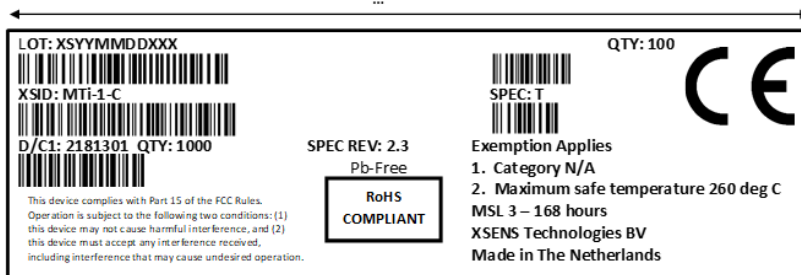 ...
LOT: XSYYMMDDXXX
QTY: 100
XSID: MTi-1-C
SPEC: T
D/C1: 2181301 QTY: 1000
SPEC REV: 2.3
Pb-Free
RoHS
COMPLIANT
Exemption Applies
1. Category N/A
2. Maximum safe temperature 260 deg C
MSL 3 – 168 hours
XSENS Technologies BV
Made in The Netherlands
This device complies with Part 15 of the FCC Rules.
Operation is subject to the following two conditions: (1)
this device may not cause harmful interference, and (2)
this device must accept any interference received,
including interference that may cause undesired operation.
CE